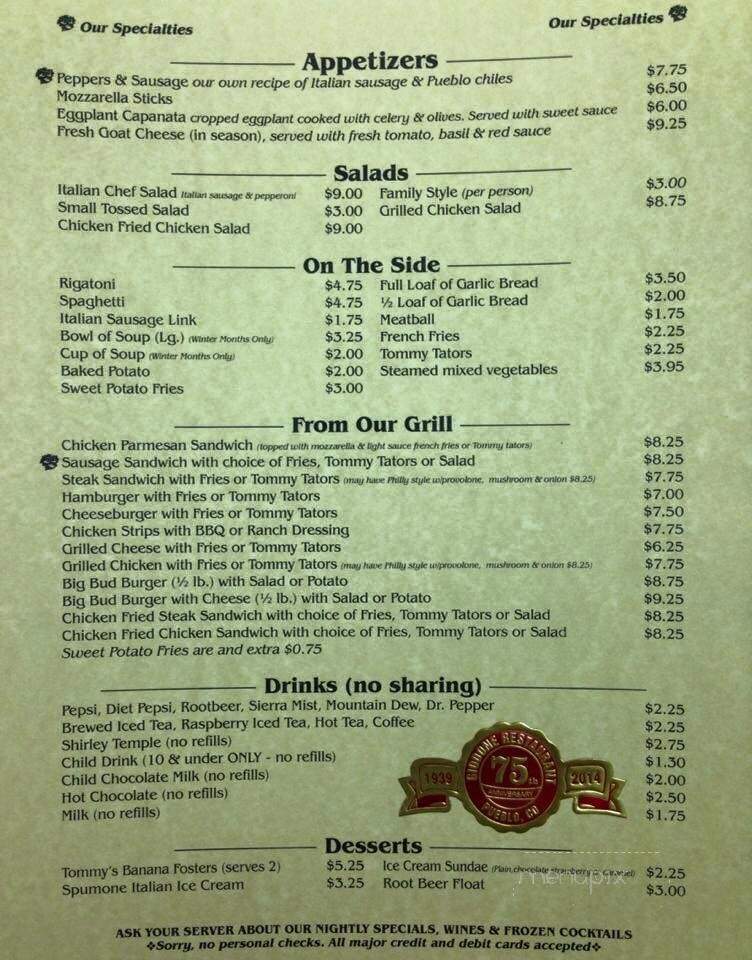 Our Specialties
Our Specialties
Appetizers
Peppers & Sausage our own recipe of Italian sausage & Pueblo chiles $7.75
Mozzarella Sticks $6.50
Eggplant Capanata cropped eggplant cooked with celery & olives. Served with sweet sauce $6.00
Fresh Goat Cheese (in season), served with fresh tomato, basil & red sauce $9.25
Salads
Italian Chef Salad Italian sausage & pepperoni $9.00 Family Style (per person) $3.00
Small Tossed Salad $3.00 Grilled Chicken Salad $8.75
Chicken Fried Chicken Salad $9.00
On The Side
Rigatoni $4.75 Full Loaf of Garlic Bread $3.50
Spaghetti $4.75 ½ Loaf of Garlic Bread $2.00
Italian Sausage Link $1.75 Meatball $1.75
Bowl of Soup (Lg.) (Winter Months Only) $3.25 French Fries $2.25
Cup of Soup (Winter Months Only) $2.00 Tommy Tators $2.25
Baked Potato $2.00 Steamed mixed vegetables $3.95
Sweet Potato Fries $3.00
From Our Grill
Chicken Parmesan Sandwich (topped with mozzarella & light sauce french fries or Tommy tators) $8.25
Sausage Sandwich with choice of Fries, Tommy Tators or Salad $8.25
Steak Sandwich with Fries or Tommy Tators (may have Philly style w/provolone, mushroom & onion $8.25) $7.75
Hamburger with Fries or Tommy Tators $7.00
Cheeseburger with Fries or Tommy Tators $7.50
Chicken Strips with BBQ or Ranch Dressing $7.75
Grilled Cheese with Fries or Tommy Tators $6.25
Grilled Chicken with Fries or Tommy Tators (may have Philly style w/provolone, mushroom & onion $8.25) $7.75
Big Bud Burger (½ lb.) with Salad or Potato $8.75
Big Bud Burger with Cheese (½ lb.) with Salad or Potato $9.25
Chicken Fried Steak Sandwich with choice of Fries, Tommy Tators or Salad $8.25
Chicken Fried Chicken Sandwich with choice of Fries, Tommy Tators or Salad $8.25
Sweet Potato Fries are and extra $0.75
Drinks (no sharing)
Pepsi, Diet Pepsi, Rootbeer, Sierra Mist, Mountain Dew, Dr. Pepper $2.25
Brewed Iced Tea, Raspberry Iced Tea, Hot Tea, Coffee $2.25
Shirley Temple (no refills) $2.75
Child Drink (10 & under ONLY - no refills) $1.30
Child Chocolate Milk (no refills) $2.00
Hot Chocolate (no refills) $2.50
Milk (no refills) $1.75
GIODONE RESTAURANT
1939 75th 2014
ANNIVERSARY
PUEBLO, CO
Desserts
Tommy's Banana Fosters (serves 2) $5.25 Ice Cream Sundae (Plain, chocolate, strawberry or Caramel) $2.25
Spumone Italian Ice Cream $3.25 Root Beer Float $3.00
menupix
ASK YOUR SERVER ABOUT OUR NIGHTLY SPECIALS, WINES & FROZEN COCKTAILS
❖Sorry, no personal checks. All major credit and debit cards accepted❖